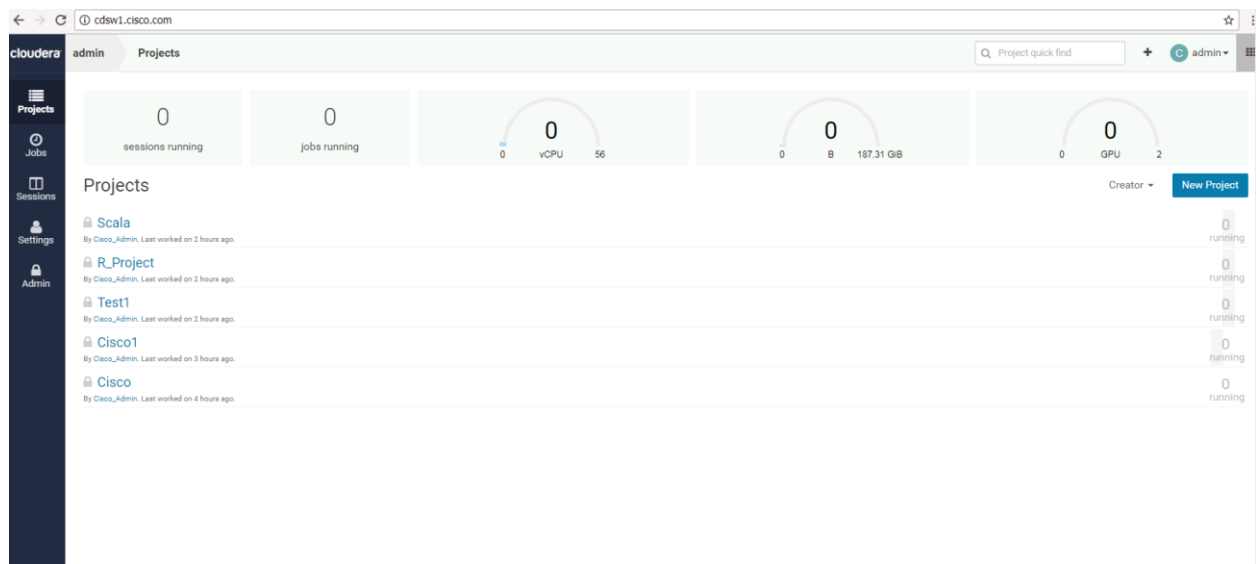 cdsw1.cisco.com
cloudera admin Projects Project quick find + C admin
Projects
Jobs
Sessions
Settings
Admin
0
sessions running
0
jobs running
0
0 vCPU 56
0
0 B 187.31 GiB
0
0 GPU 2
Projects Creator New Project
Scala
By Cisco_Admin. Last worked on 2 hours ago.
0
running
R_Project
By Cisco_Admin. Last worked on 2 hours ago.
0
running
Test1
By Cisco_Admin. Last worked on 2 hours ago.
0
running
Cisco1
By Cisco_Admin. Last worked on 3 hours ago.
0
running
Cisco
By Cisco_Admin. Last worked on 4 hours ago.
0
running